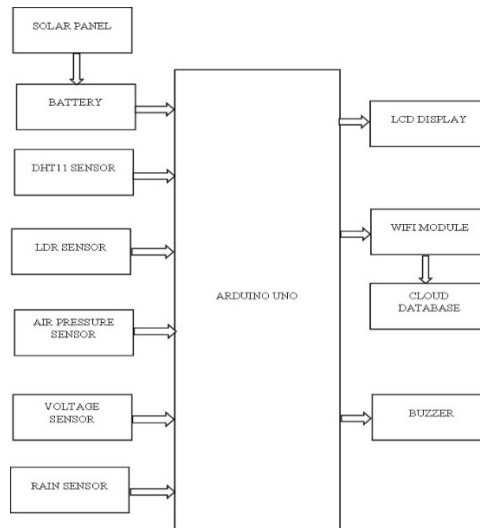 SOLAR PANEL
BATTERY
DHT11 SENSOR
LDR SENSOR
AIR PRESSURE
SENSOR
VOLTAGE
SENSOR
RAIN SENSOR
ARDUINO UNO
LCD DISPLAY
WIFI MODULE
CLOUD
DATABASE
BUZZER